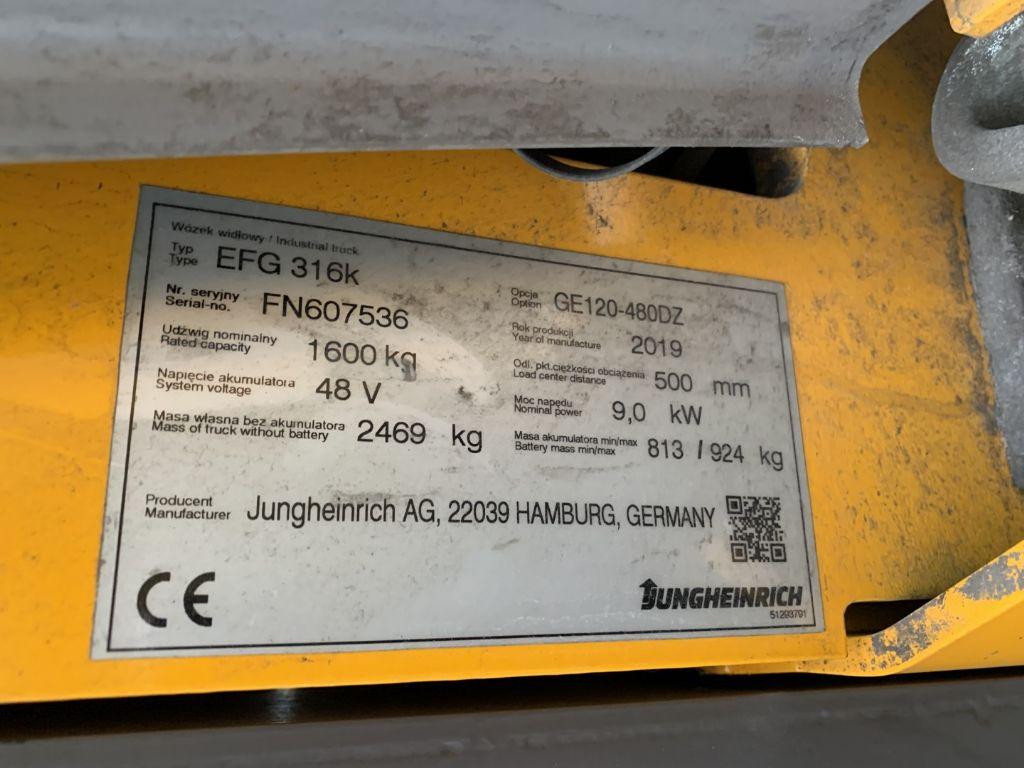 Wózek widłowy / Industrial truck
Typ
Type EFG 316k
Opcja
Option GE120-480DZ
Nr. seryjny
Serial-no. FN607536
Rok produkcji
Year of manufacture 2019
Udźwig nominalny
Rated capacity 1600 kg
Odl. pkt.ciężkości obciążenia
Load center distance 500 mm
Napięcie akumulatora
System voltage 48 V
Moc napędu
Nominal power 9,0 kW
Masa własna bez akumulatora
Mass of truck without battery 2469 kg
Masa akumulatora min/max
Battery mass min/max 813 / 924 kg
Producent
Manufacturer Jungheinrich AG, 22039 HAMBURG, GERMANY
CE
JUNGHEINRICH
51293791